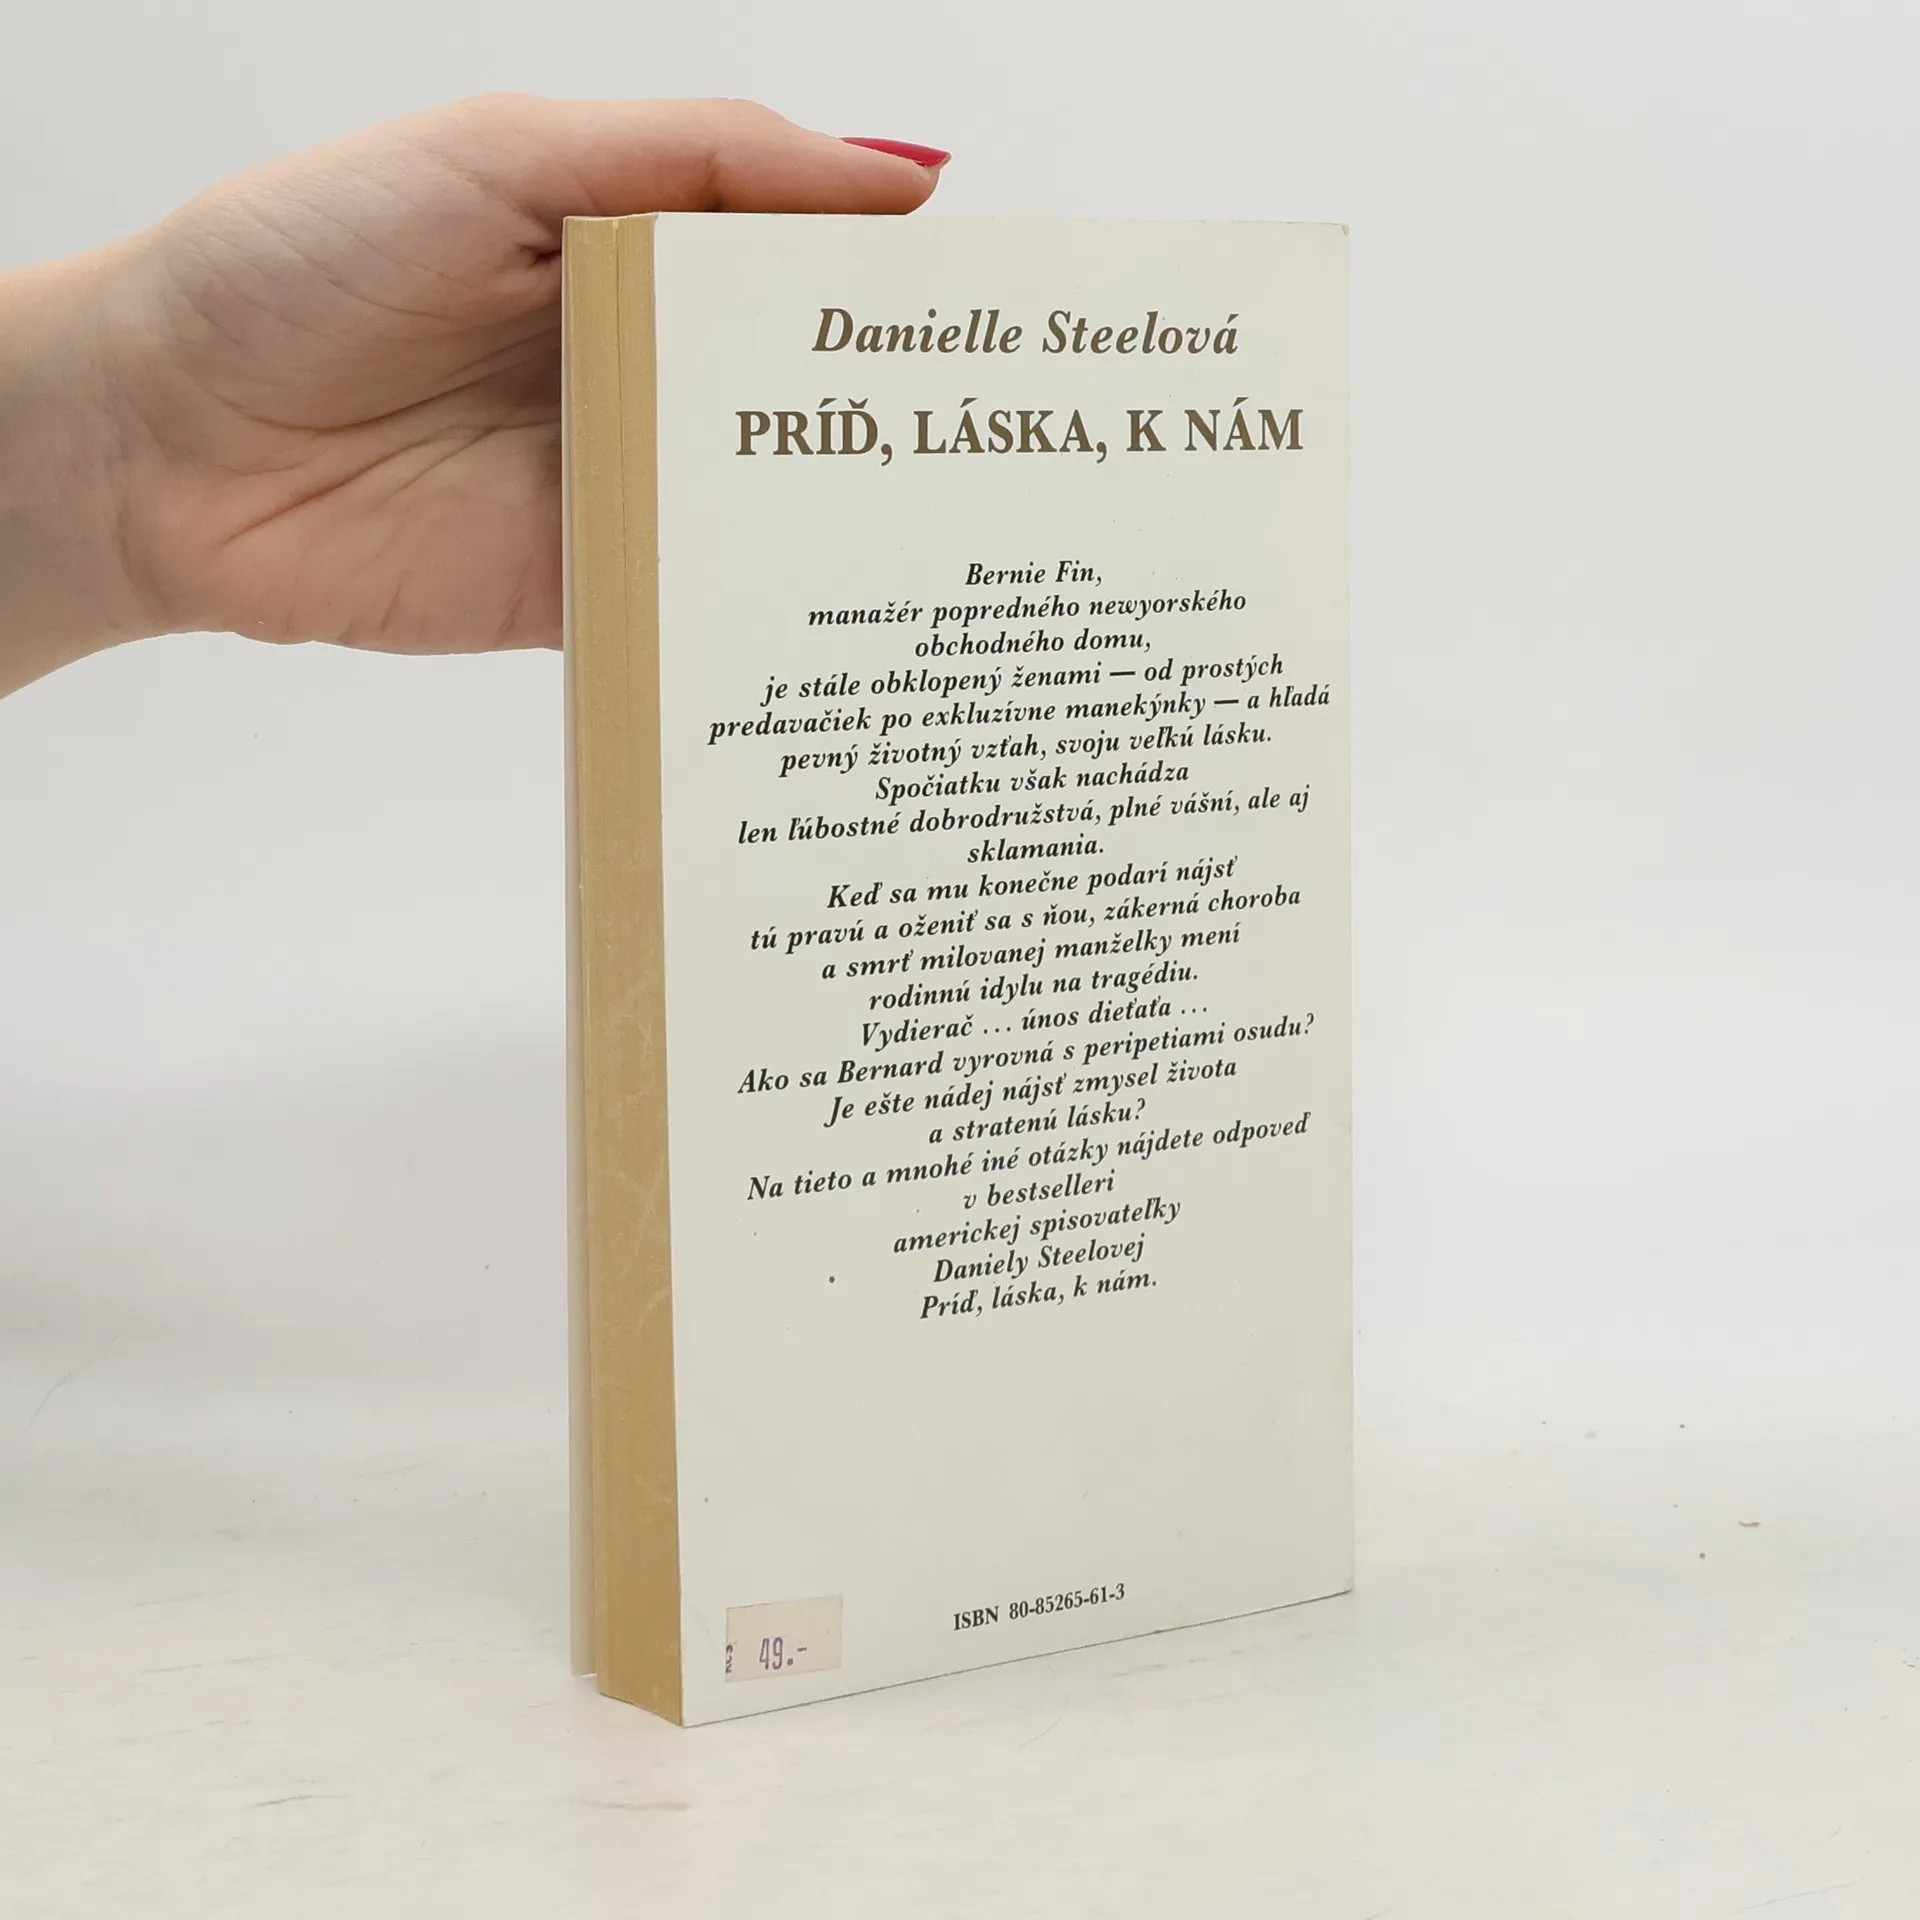 Danielle Steelová
PRÍĎ, LÁSKA, K NÁM
Bernie Fin,
manažér popredného newyorského
obchodného domu,
je stále obklopený ženami — od prostých
predavačiek po exkluzívne manekýnky — a hľadá
pevný životný vzťah, svoju veľkú lásku.
Spočiatku však nachádza
len ľúbostné dobrodružstvá, plné vášní, ale aj
sklamania.
Keď sa mu konečne podarí nájsť
tú pravú a oženiť sa s ňou, zákerná choroba
a smrť milovanej manželky mení
rodinnú idylu na tragédiu.
Vydierač ... únos dieťaťa ...
Ako sa Bernard vyrovná s peripetiami osudu?
Je ešte nádej nájsť zmysel života
a stratenú lásku?
Na tieto a mnohé iné otázky nájdete odpoveď
v bestselleri
americkej spisovateľky
Daniely Steelovej
Príď, láska, k nám.
ISBN 80-85265-61-3
Kčs 49.-